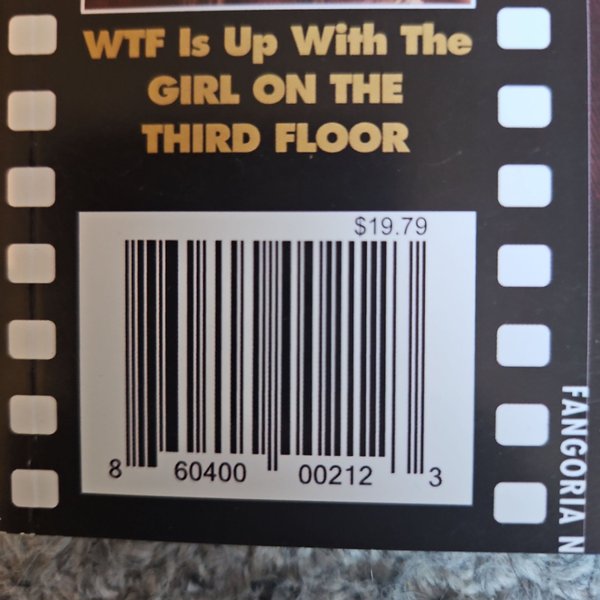 WTF Is Up With The
GIRL ON THE
THIRD FLOOR
$19.79
8 60400 00212 3
FANGORIA N